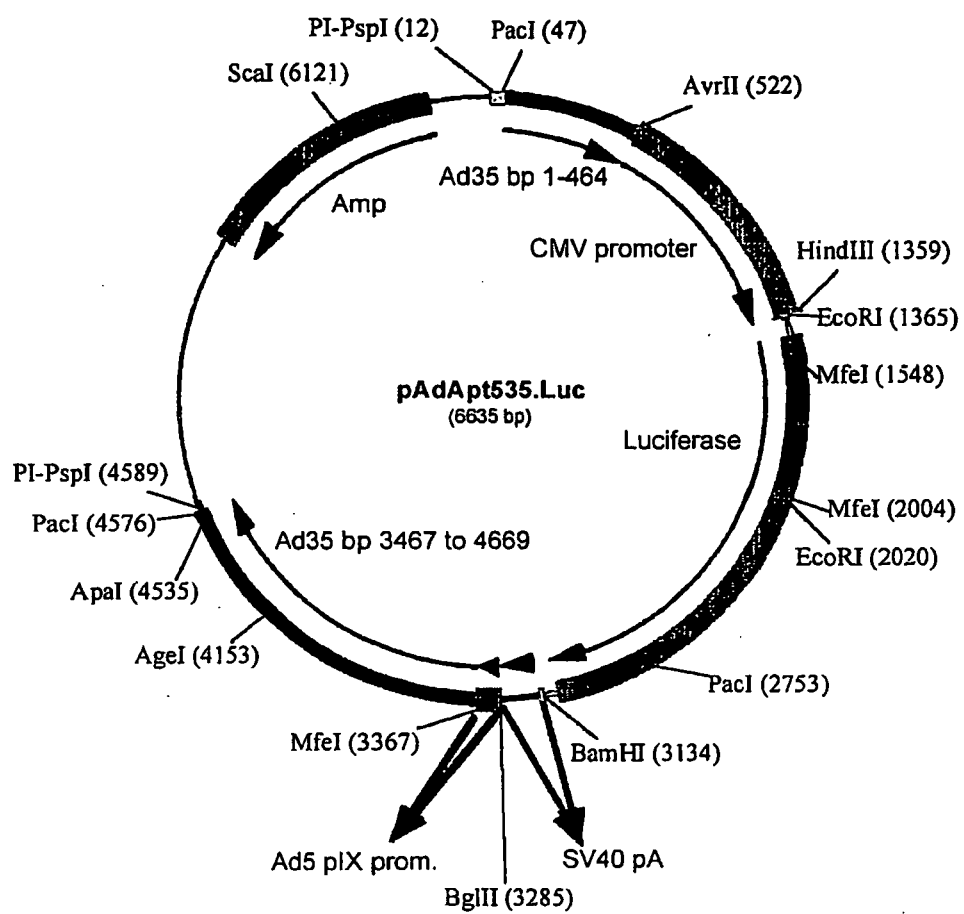 PI-PspI (12)
PacI (47)
ScaI (6121)
AvrII (522)
Ad35 bp 1-464
Amp
CMV promoter
HindIII (1359)
EcoRI (1365)
MfeI (1548)
pAdApt535.Luc
(6635 bp)
Luciferase
PI-PspI (4589)
PacI (4576)
Ad35 bp 3467 to 4669
MfeI (2004)
EcoRI (2020)
ApaI (4535)
AgeI (4153)
PacI (2753)
MfeI (3367)
BamHI (3134)
Ad5 pIX prom.
SV40 pA
BglII (3285)